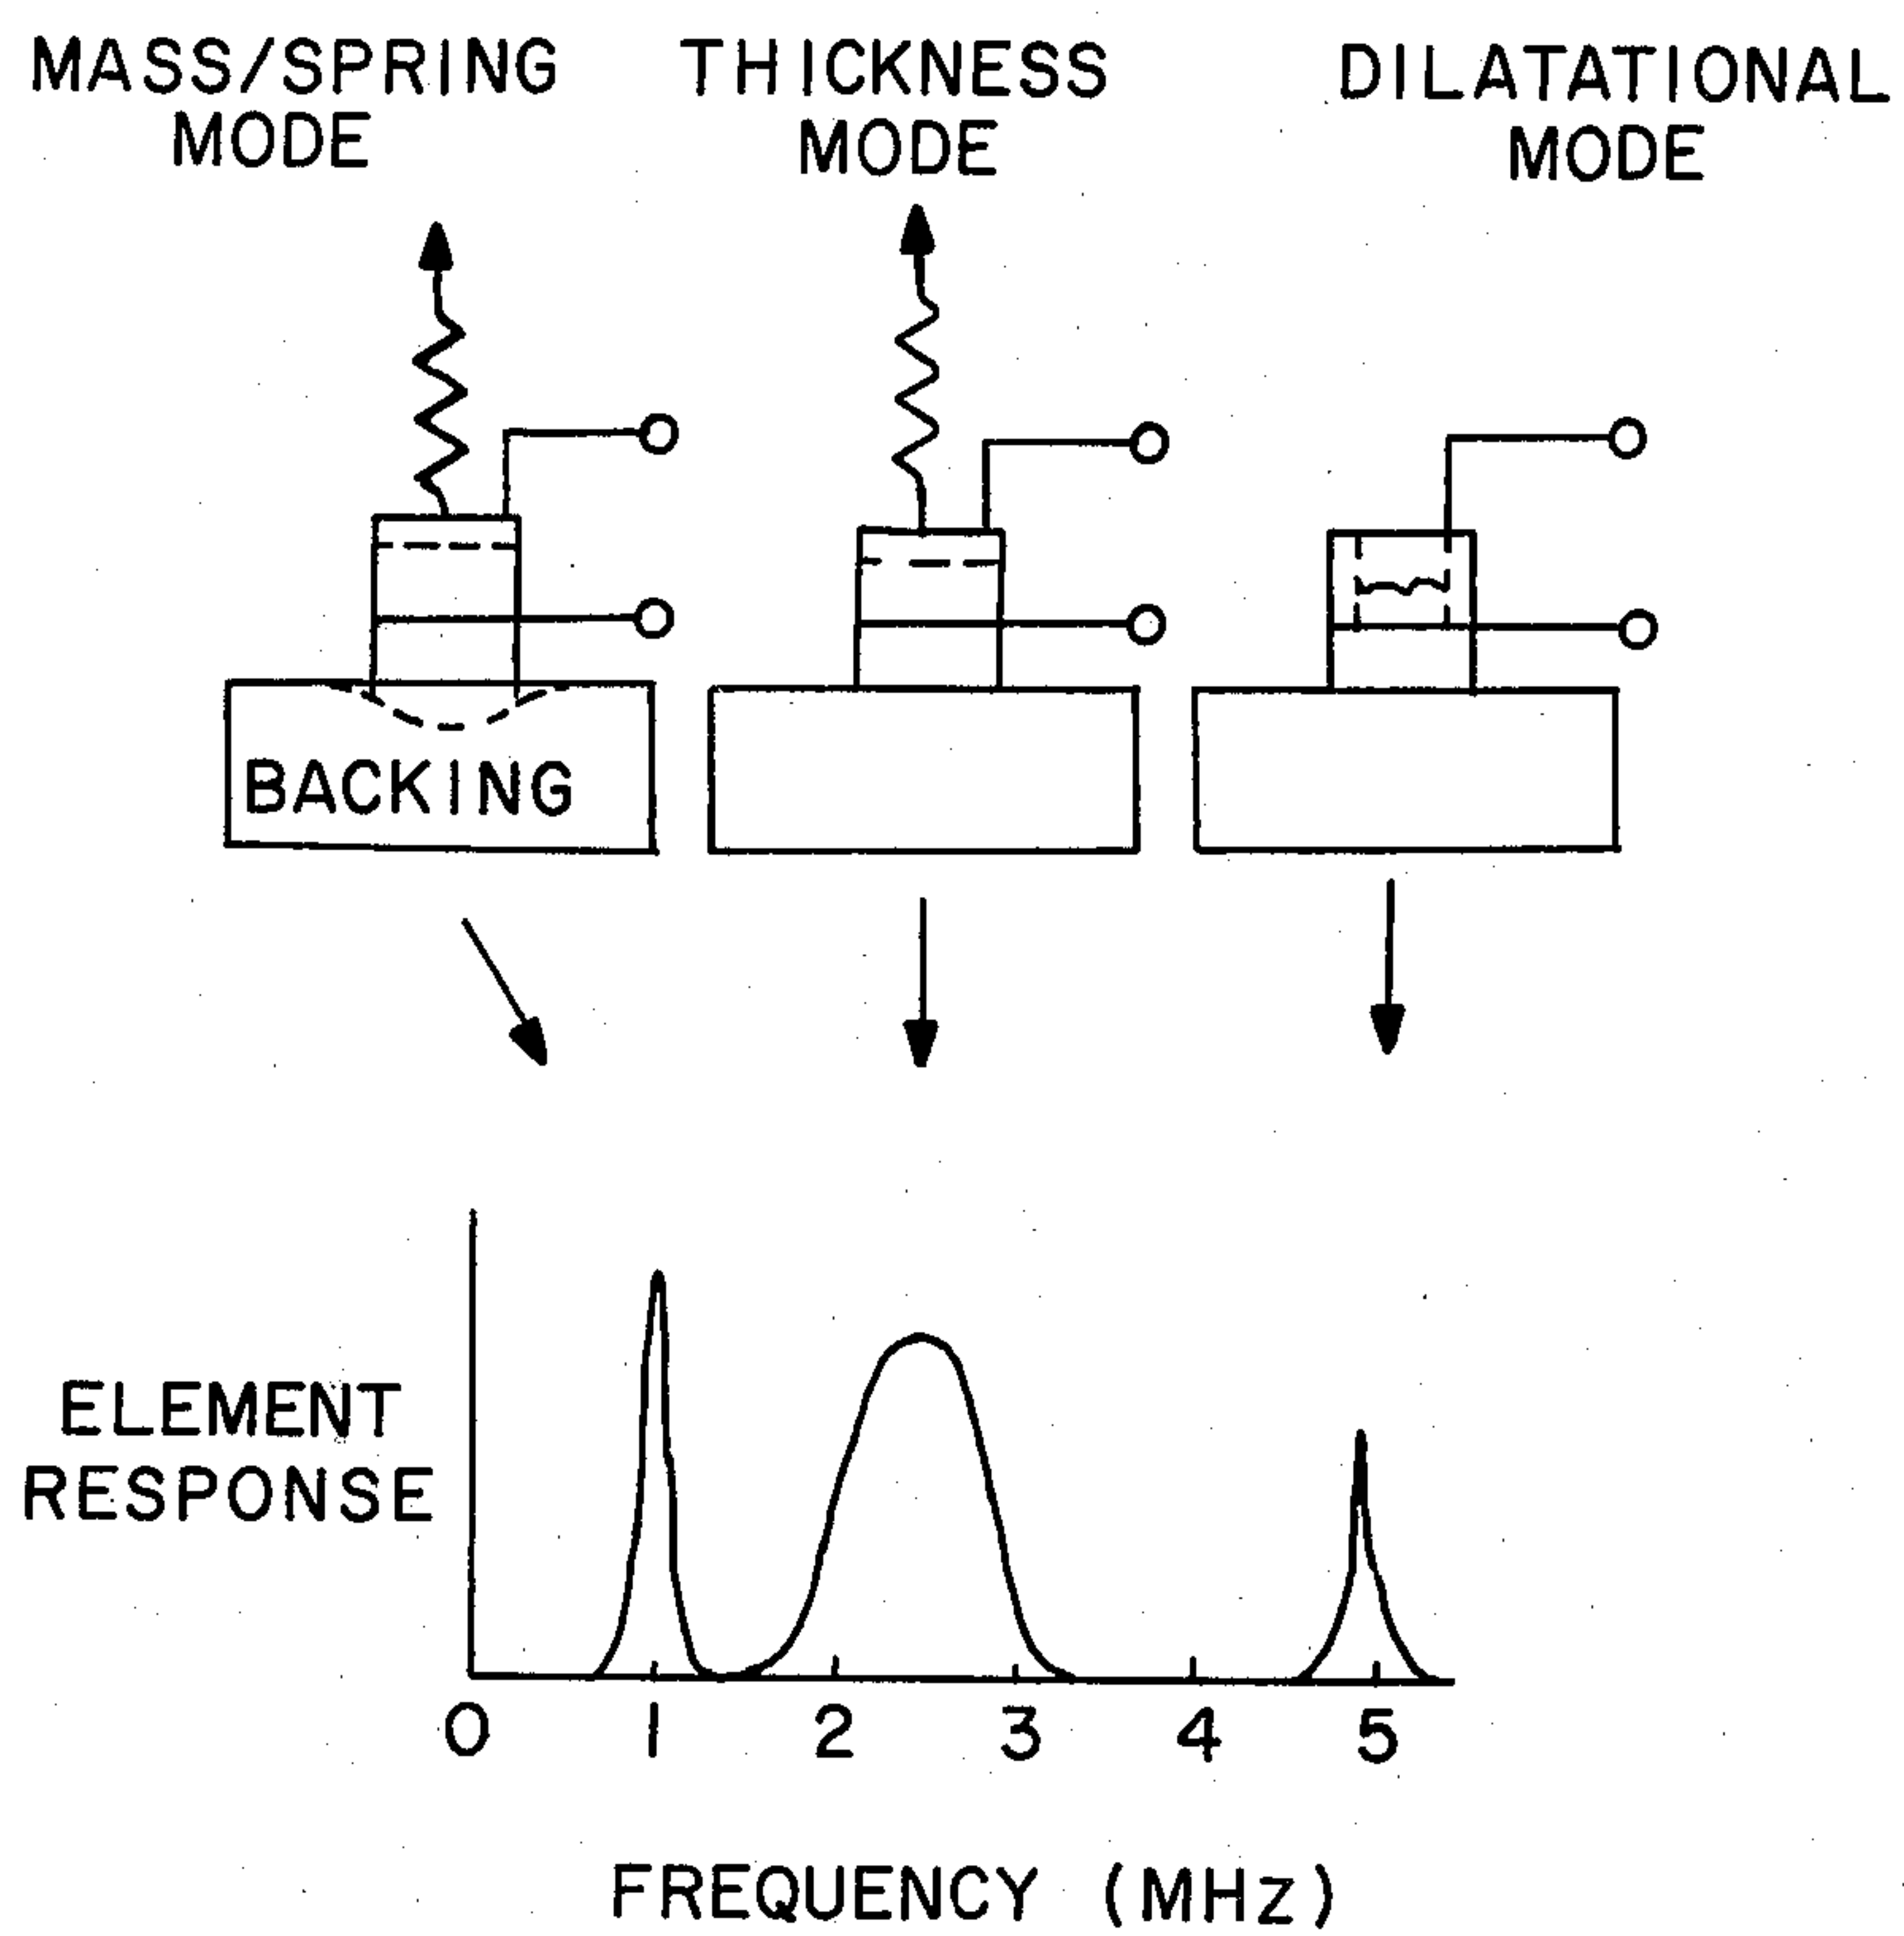 MASS/SPRING
MODE
THICKNESS
MODE
DILATATIONAL
MODE
BACKING
ELEMENT
RESPONSE
0 1 2 3 4 5
FREQUENCY (MHz)